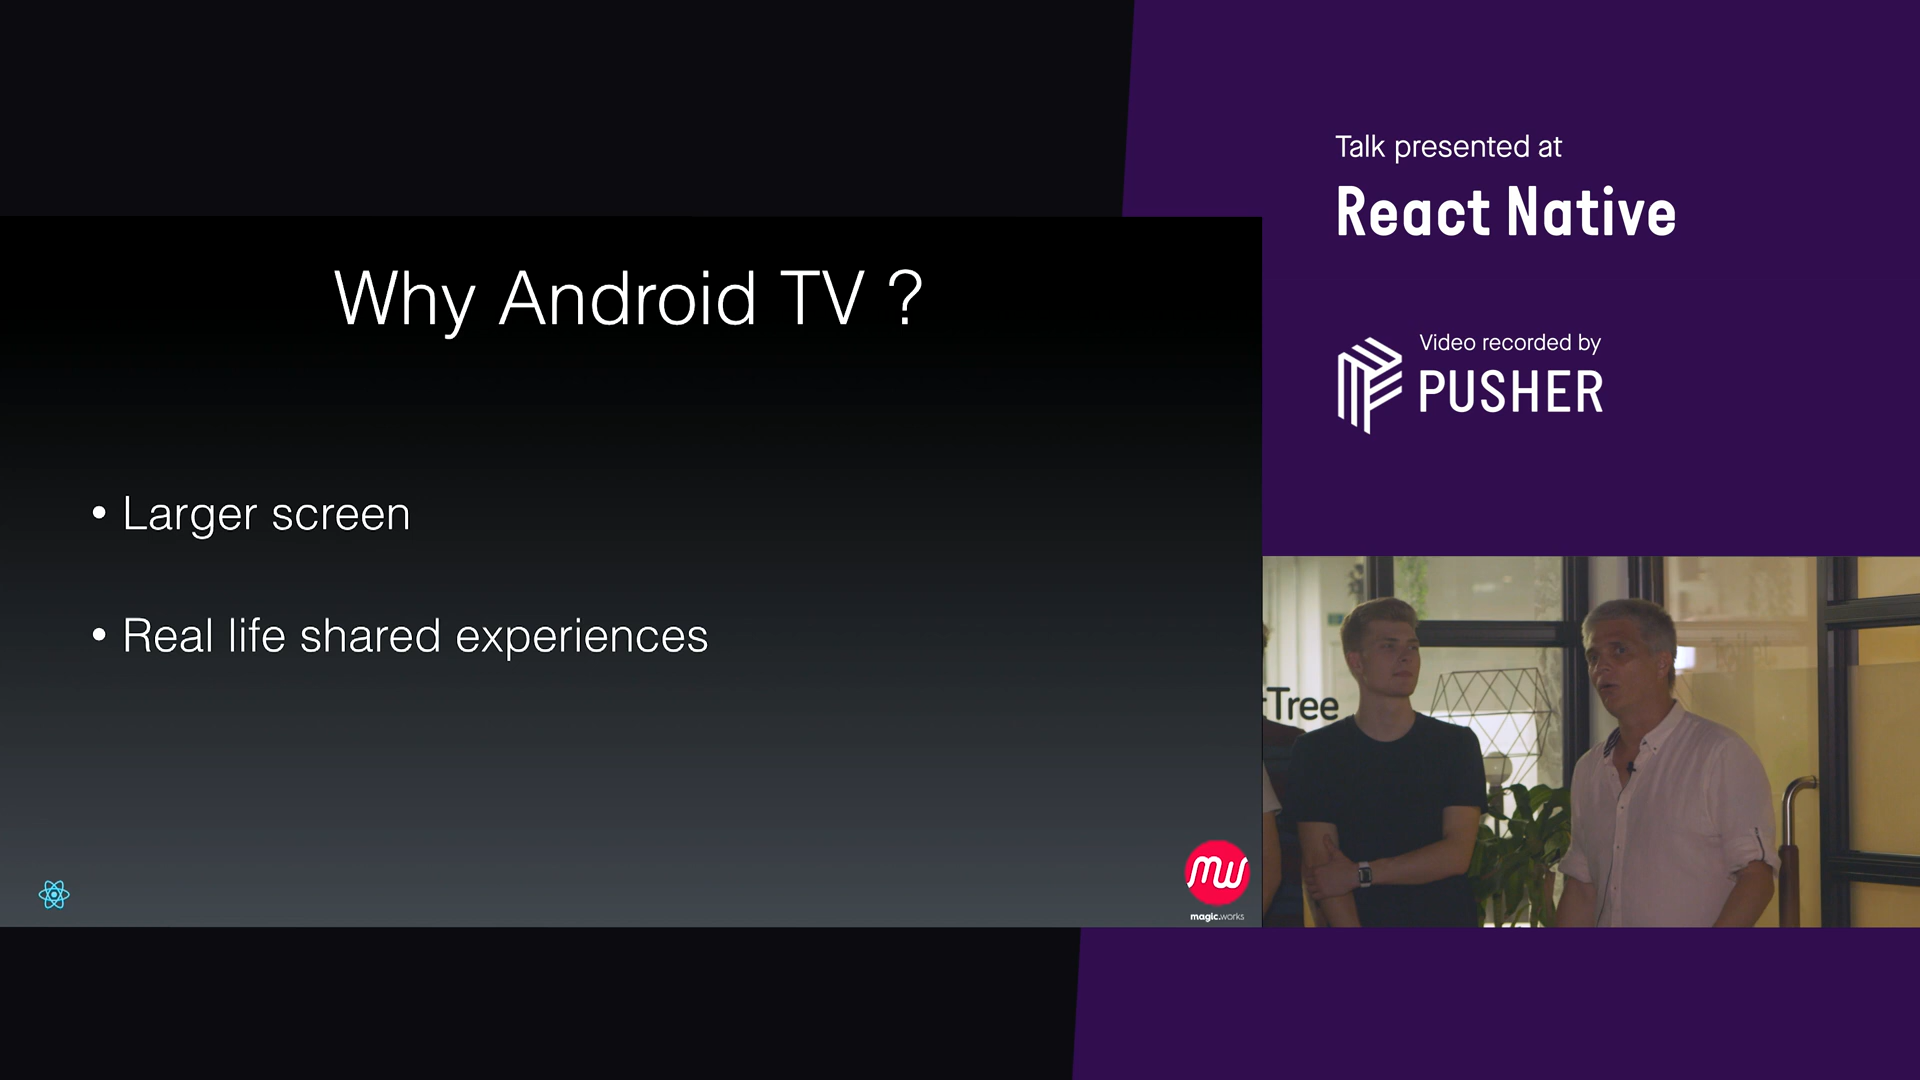 Talk presented at
React Native
Video recorded by
PUSHER
Why Android TV ?
• Larger screen
• Real life shared experiences
Tree
mw
magic.works